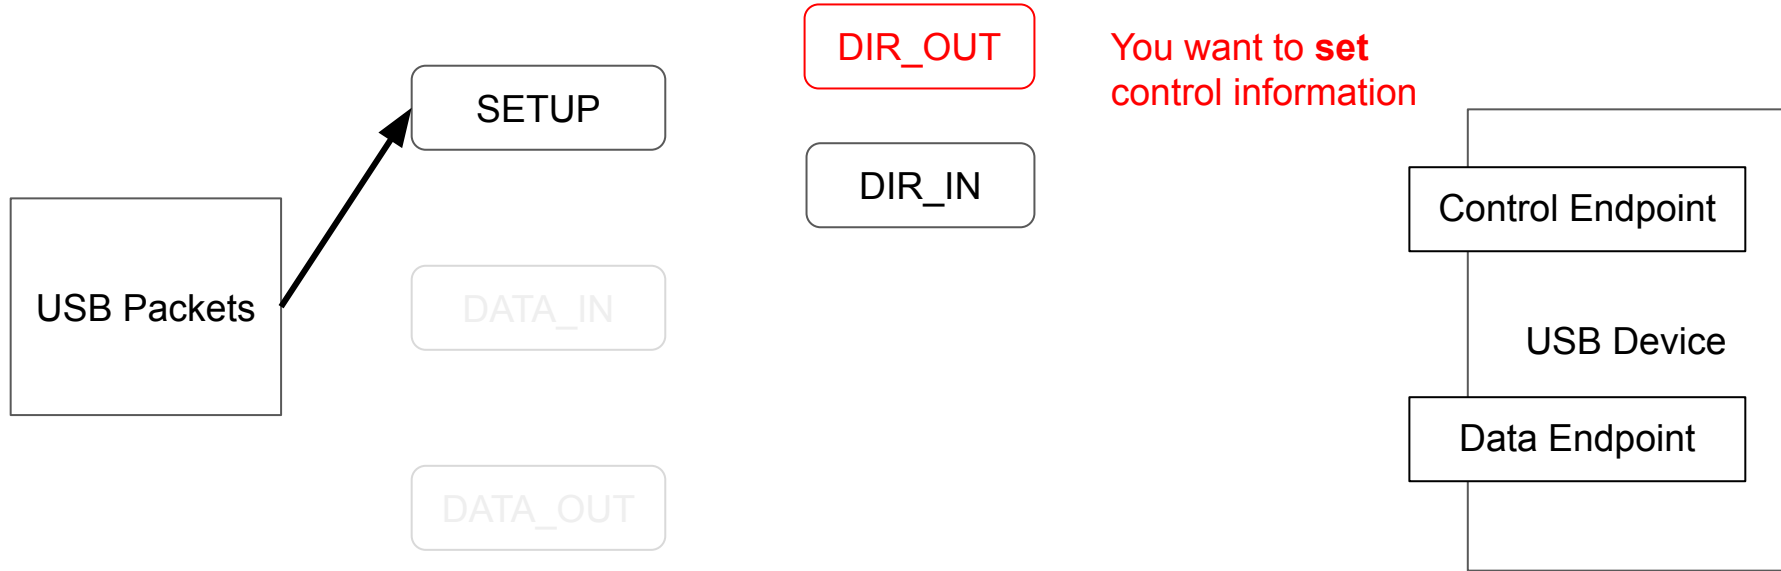 DIR_OUT
You want to set
control information
SETUP
DIR_IN
Control Endpoint
USB Packets
DATA_IN
USB Device
Data Endpoint
DATA_OUT